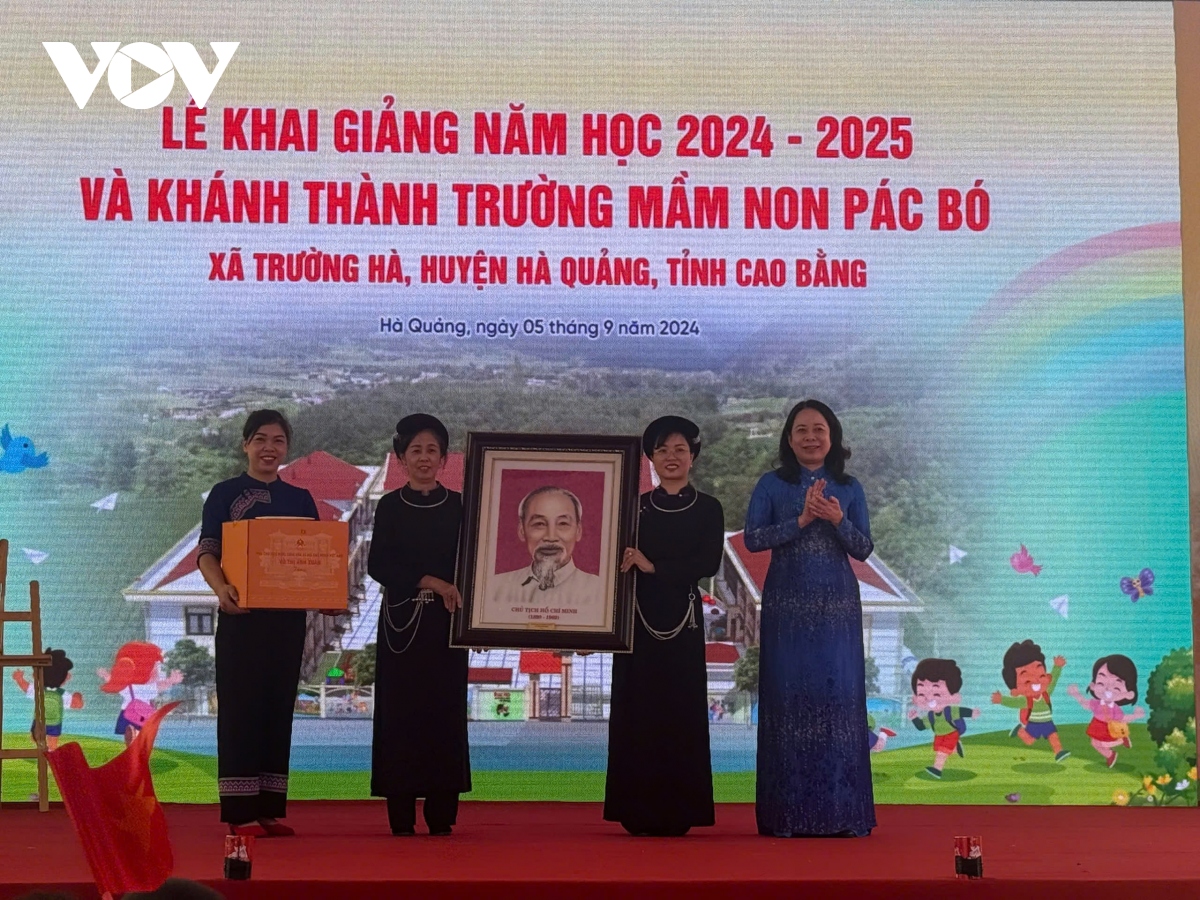 VOV
LỄ KHAI GIẢNG NĂM HỌC 2024 - 2025
VÀ KHÁNH THÀNH TRƯỜNG MẦM NON PÁC BÓ
XÃ TRƯỜNG HÀ, HUYỆN HÀ QUẢNG, TỈNH CAO BẰNG
Hà Quảng, ngày 05 tháng 9 năm 2024
CHỦ TỊCH HỒ CHÍ MINH
(1890 - 1969)